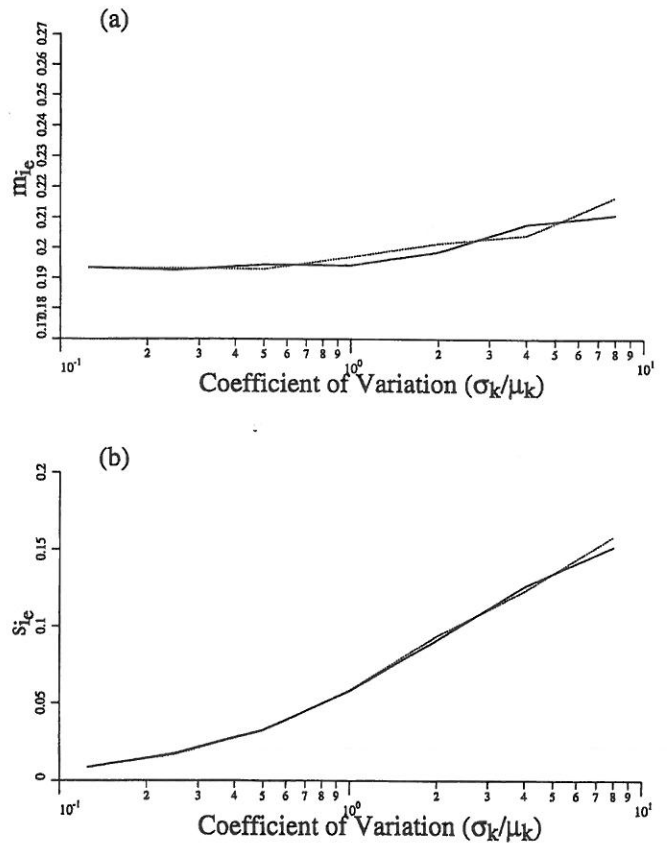 (a)
0.27
0.26
0.25
0.24
0.23
0.22
0.21
0.2
0.19
0.18
0.17
m_{i_e}
10^{-1} 2 3 4 5 6 7 8 9 10^0 2 3 4 5 6 7 8 9 10^1
Coefficient of Variation (σ_k/μ_k)
(b)
0.2
0.15
0.1
0.05
0
s_{i_e}
10^{-1} 2 3 4 5 6 7 8 9 10^0 2 3 4 5 6 7 8 9 10^1
Coefficient of Variation (σ_k/μ_k)